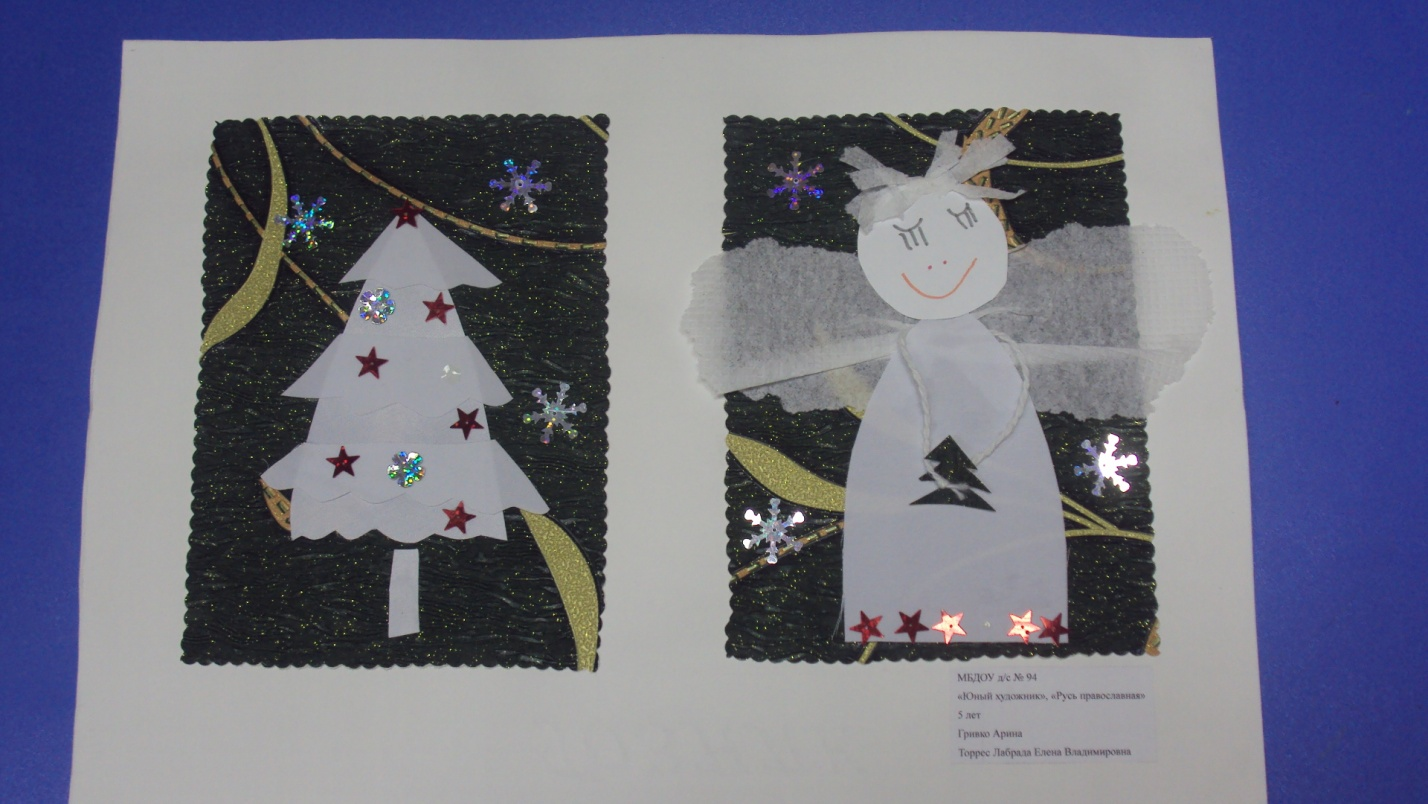 МБДОУ д/с № 94
«Юный художник», «Русь православная»
5 лет
Гривко Арина
Торрес Лабрада Елена Владимировна